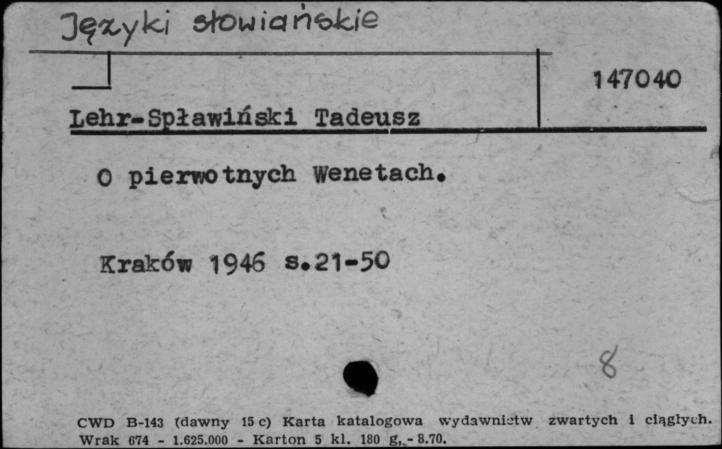 Języki słowiańskie
147040
Lehr-Spławiński Tadeusz
O pierwotnych Wenetach.
Kraków 1946 s.21-50
8
CWD B-143 (dawny 15 c) Karta katalogowa wydawnictw zwartych i ciągłych.
Wrak 674 - 1.625.000 - Karton 5 kl. 180 g,-8.70.